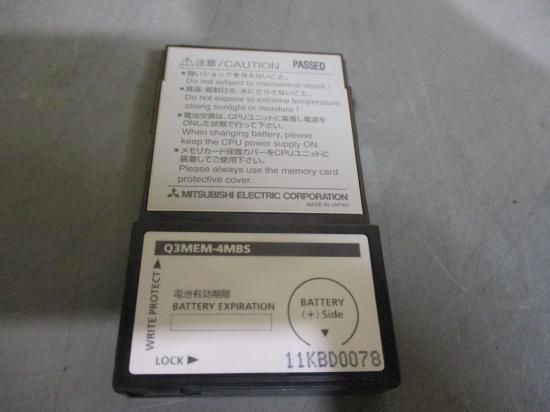 ⚠注意/CAUTION PASSED
●強いショックを与えないこと。
Do not subject to mechanical shock !
●高温・直射日光・水にさらさないこと。
Do not expose to extreme temperature,
strong sunlight or moisture !
●電池交換は、CPUユニットに装着し電源を
ONした状態で行って下さい。
When changing battery, please
keep the CPU power supply ON.
●メモリカード保護カバーをCPUユニットに
装着してご使用下さい。
Please always use the memory card
protective cover.
MITSUBISHI ELECTRIC CORPORATION
MADE IN JAPAN
Q3MEM-4MBS
WRITE PROTECT ▶
電池有効期限
BATTERY EXPIRATION
BATTERY
(+) Side
▼
LOCK ▶
11KBD0078